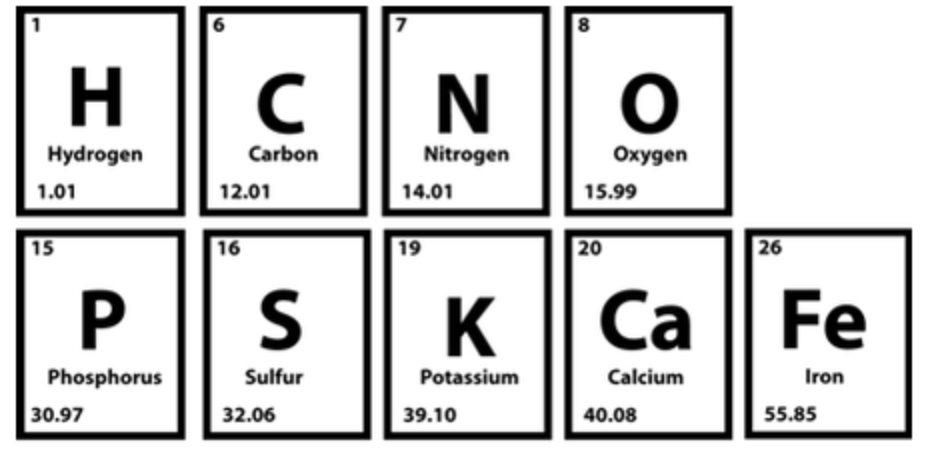 1 6 7 8
H C N O
Hydrogen Carbon Nitrogen Oxygen
1.01 12.01 14.01 15.99
15 16 19 20 26
P S K Ca Fe
Phosphorus Sulfur Potassium Calcium Iron
30.97 32.06 39.10 40.08 55.85